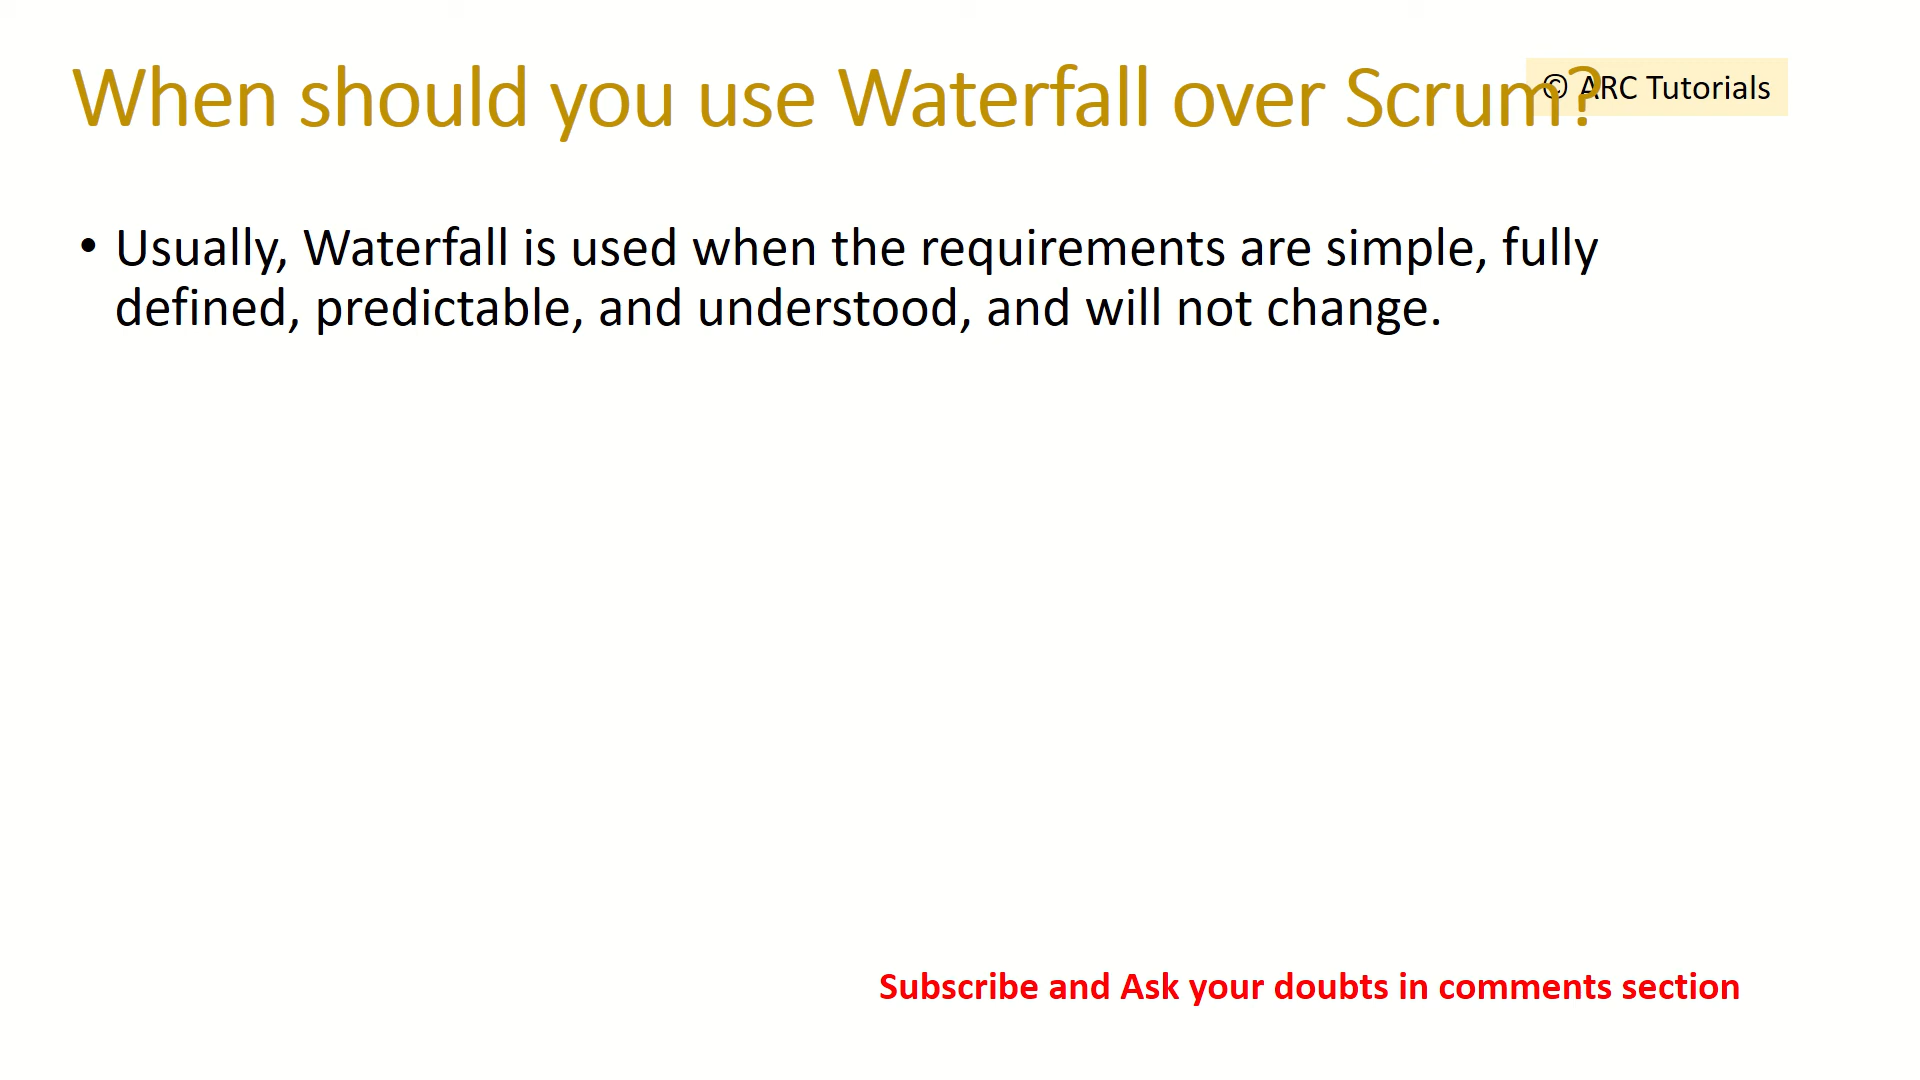 When should you use Waterfall over Scrum?
© ARC Tutorials
• Usually, Waterfall is used when the requirements are simple, fully
defined, predictable, and understood, and will not change.
Subscribe and Ask your doubts in comments section